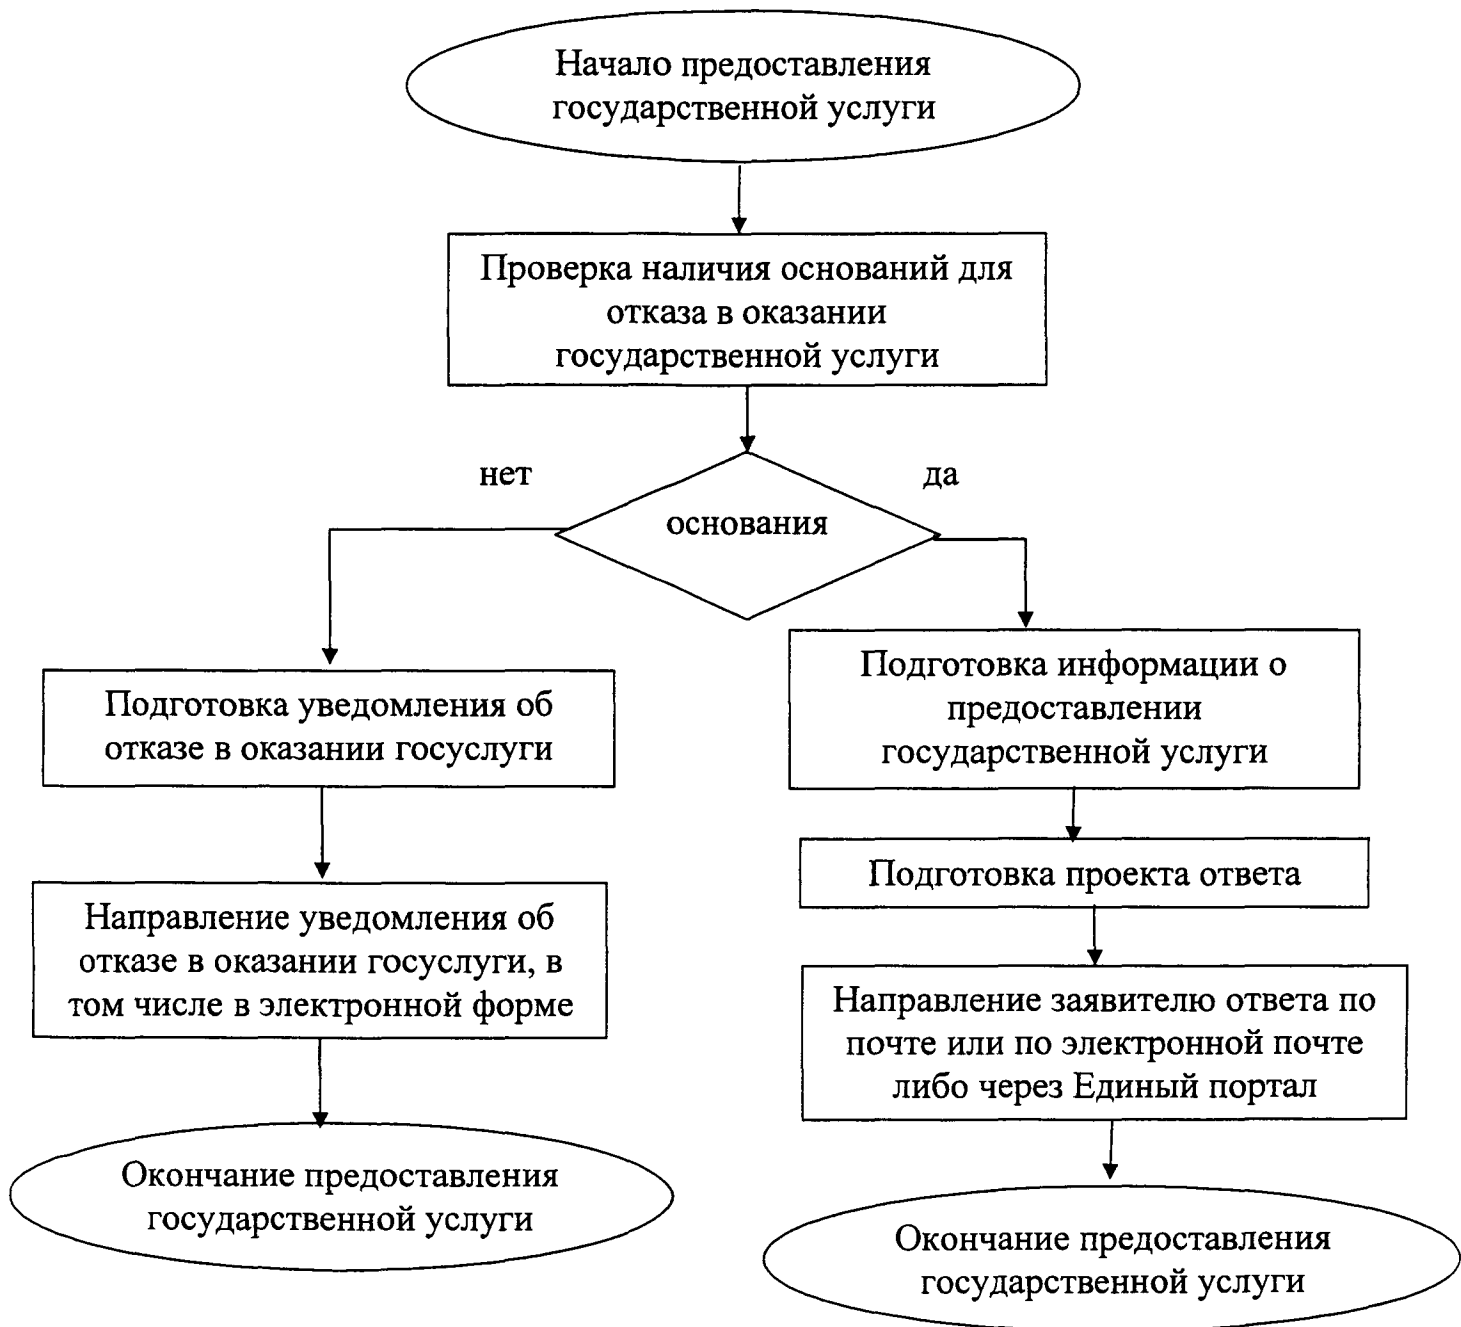 Начало предоставления
государственной услуги
Проверка наличия оснований для
отказа в оказании
государственной услуги
нет
да
основания
Подготовка уведомления об
отказе в оказании госуслуги
Подготовка информации о
предоставлении
государственной услуги
Подготовка проекта ответа
Направление уведомления об
отказе в оказании госуслуги, в
том числе в электронной форме
Направление заявителю ответа по
почте или по электронной почте
либо через Единый портал
Окончание предоставления
государственной услуги
Окончание предоставления
государственной услуги